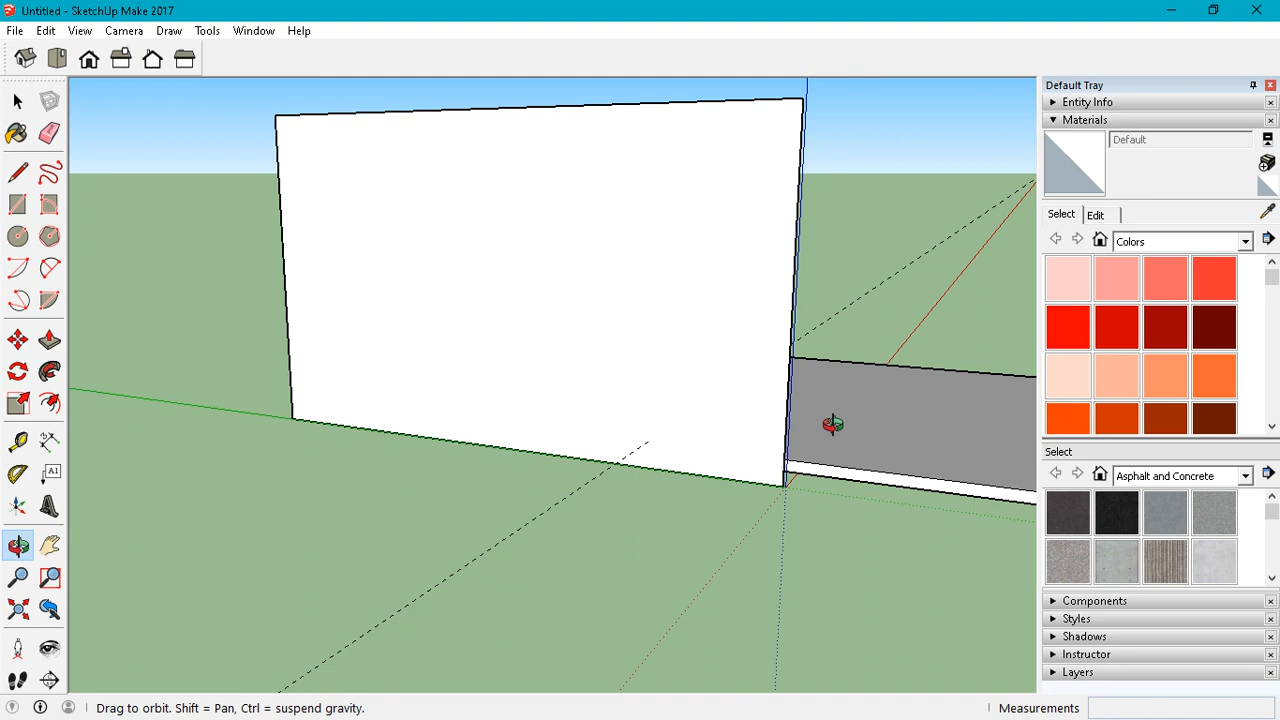 Untitled - SketchUp Make 2017
File Edit View Camera Draw Tools Window Help
Default Tray
Entity Info
Materials
Default
Select Edit
Colors
Select
Asphalt and Concrete
Components
Styles
Shadows
Instructor
Layers
A1
Drag to orbit. Shift = Pan, Ctrl = suspend gravity.
Measurements